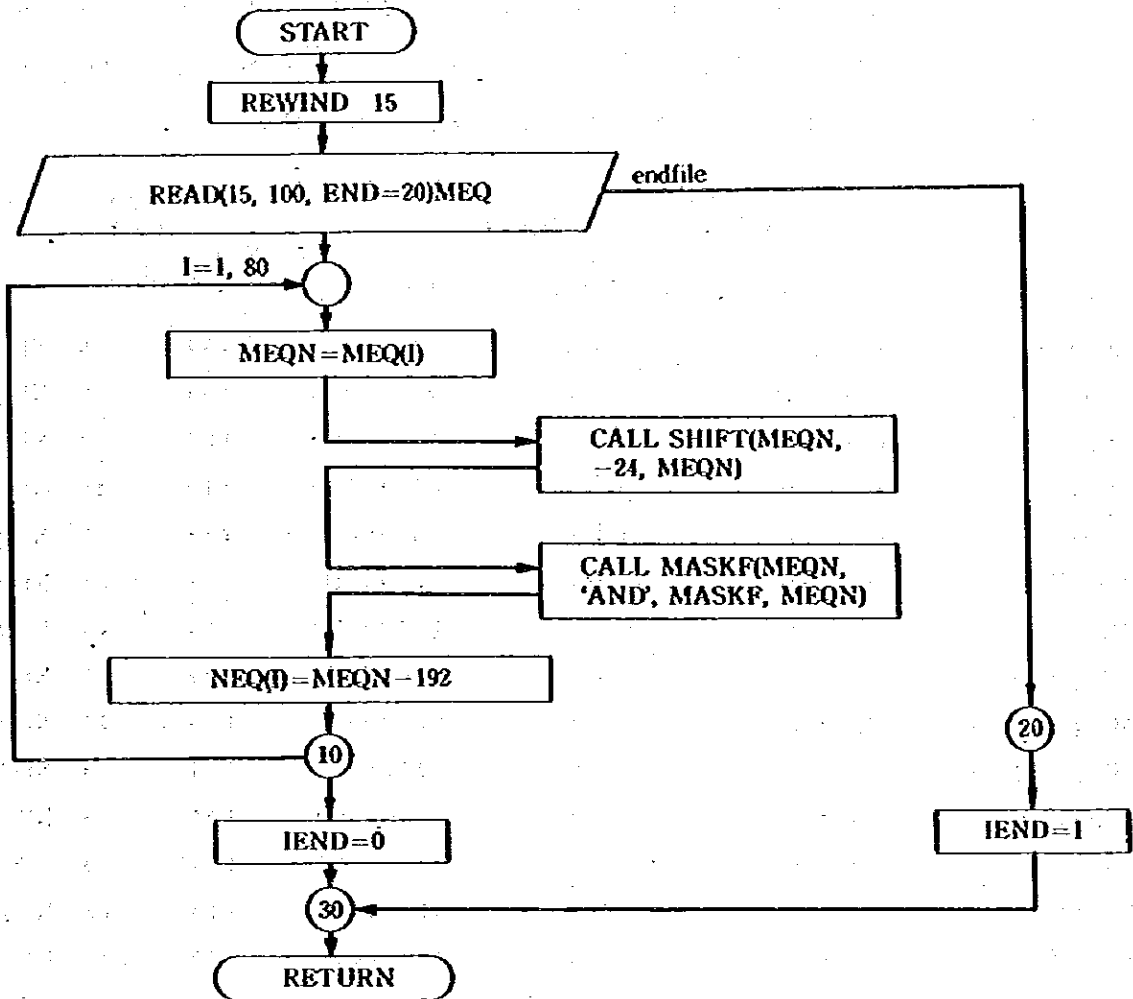 START
REWIND 15
READ(15, 100, END=20)MEQ
endfile
I=1, 80
MEQN=MEQ(I)
CALL SHIFT(MEQN,
−24, MEQN)
CALL MASKF(MEQN,
'AND', MASKF, MEQN)
NEQ(I)=MEQN−192
10
20
IEND=0
IEND=1
30
RETURN